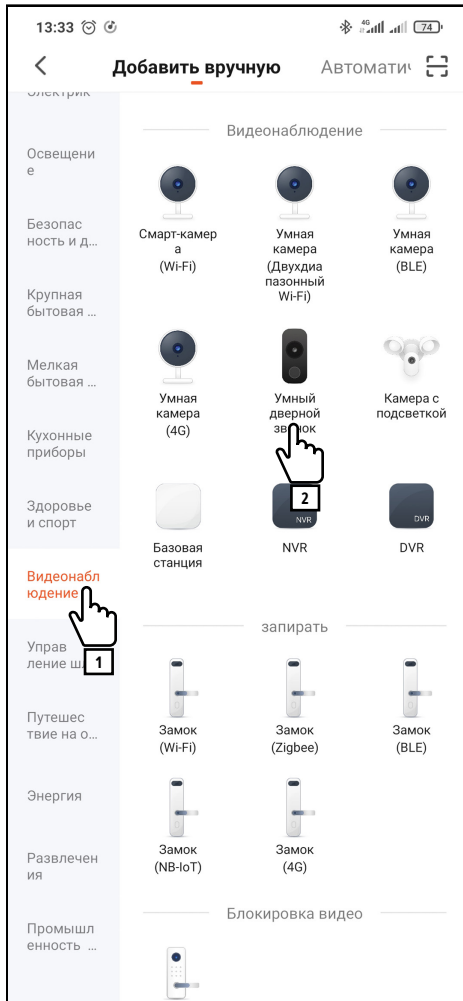 13:33
4G
74
Добавить вручную
Автоматич
Электрик
Освещени
е
Безопас
ность и д...
Крупная
бытовая ...
Мелкая
бытовая ...
Кухонные
приборы
Здоровье
и спорт
Видеонабл
юдение
1
Управ
ление
Путешес
твие на о...
Энергия
Развлечен
ия
Промышл
енность ...
Видеонаблюдение
Смарт-камер
а
(Wi-Fi)
Умная
камера
(Двухдиа
пазонный
Wi-Fi)
Умная
камера
(BLE)
Умная
камера
(4G)
Умный
дверной
звонок
2
Камера с
подсветкой
Базовая
станция
NVR
NVR
DVR
DVR
запирать
Замок
(Wi-Fi)
Замок
(Zigbee)
Замок
(BLE)
Замок
(NB-IoT)
Замок
(4G)
Блокировка видео